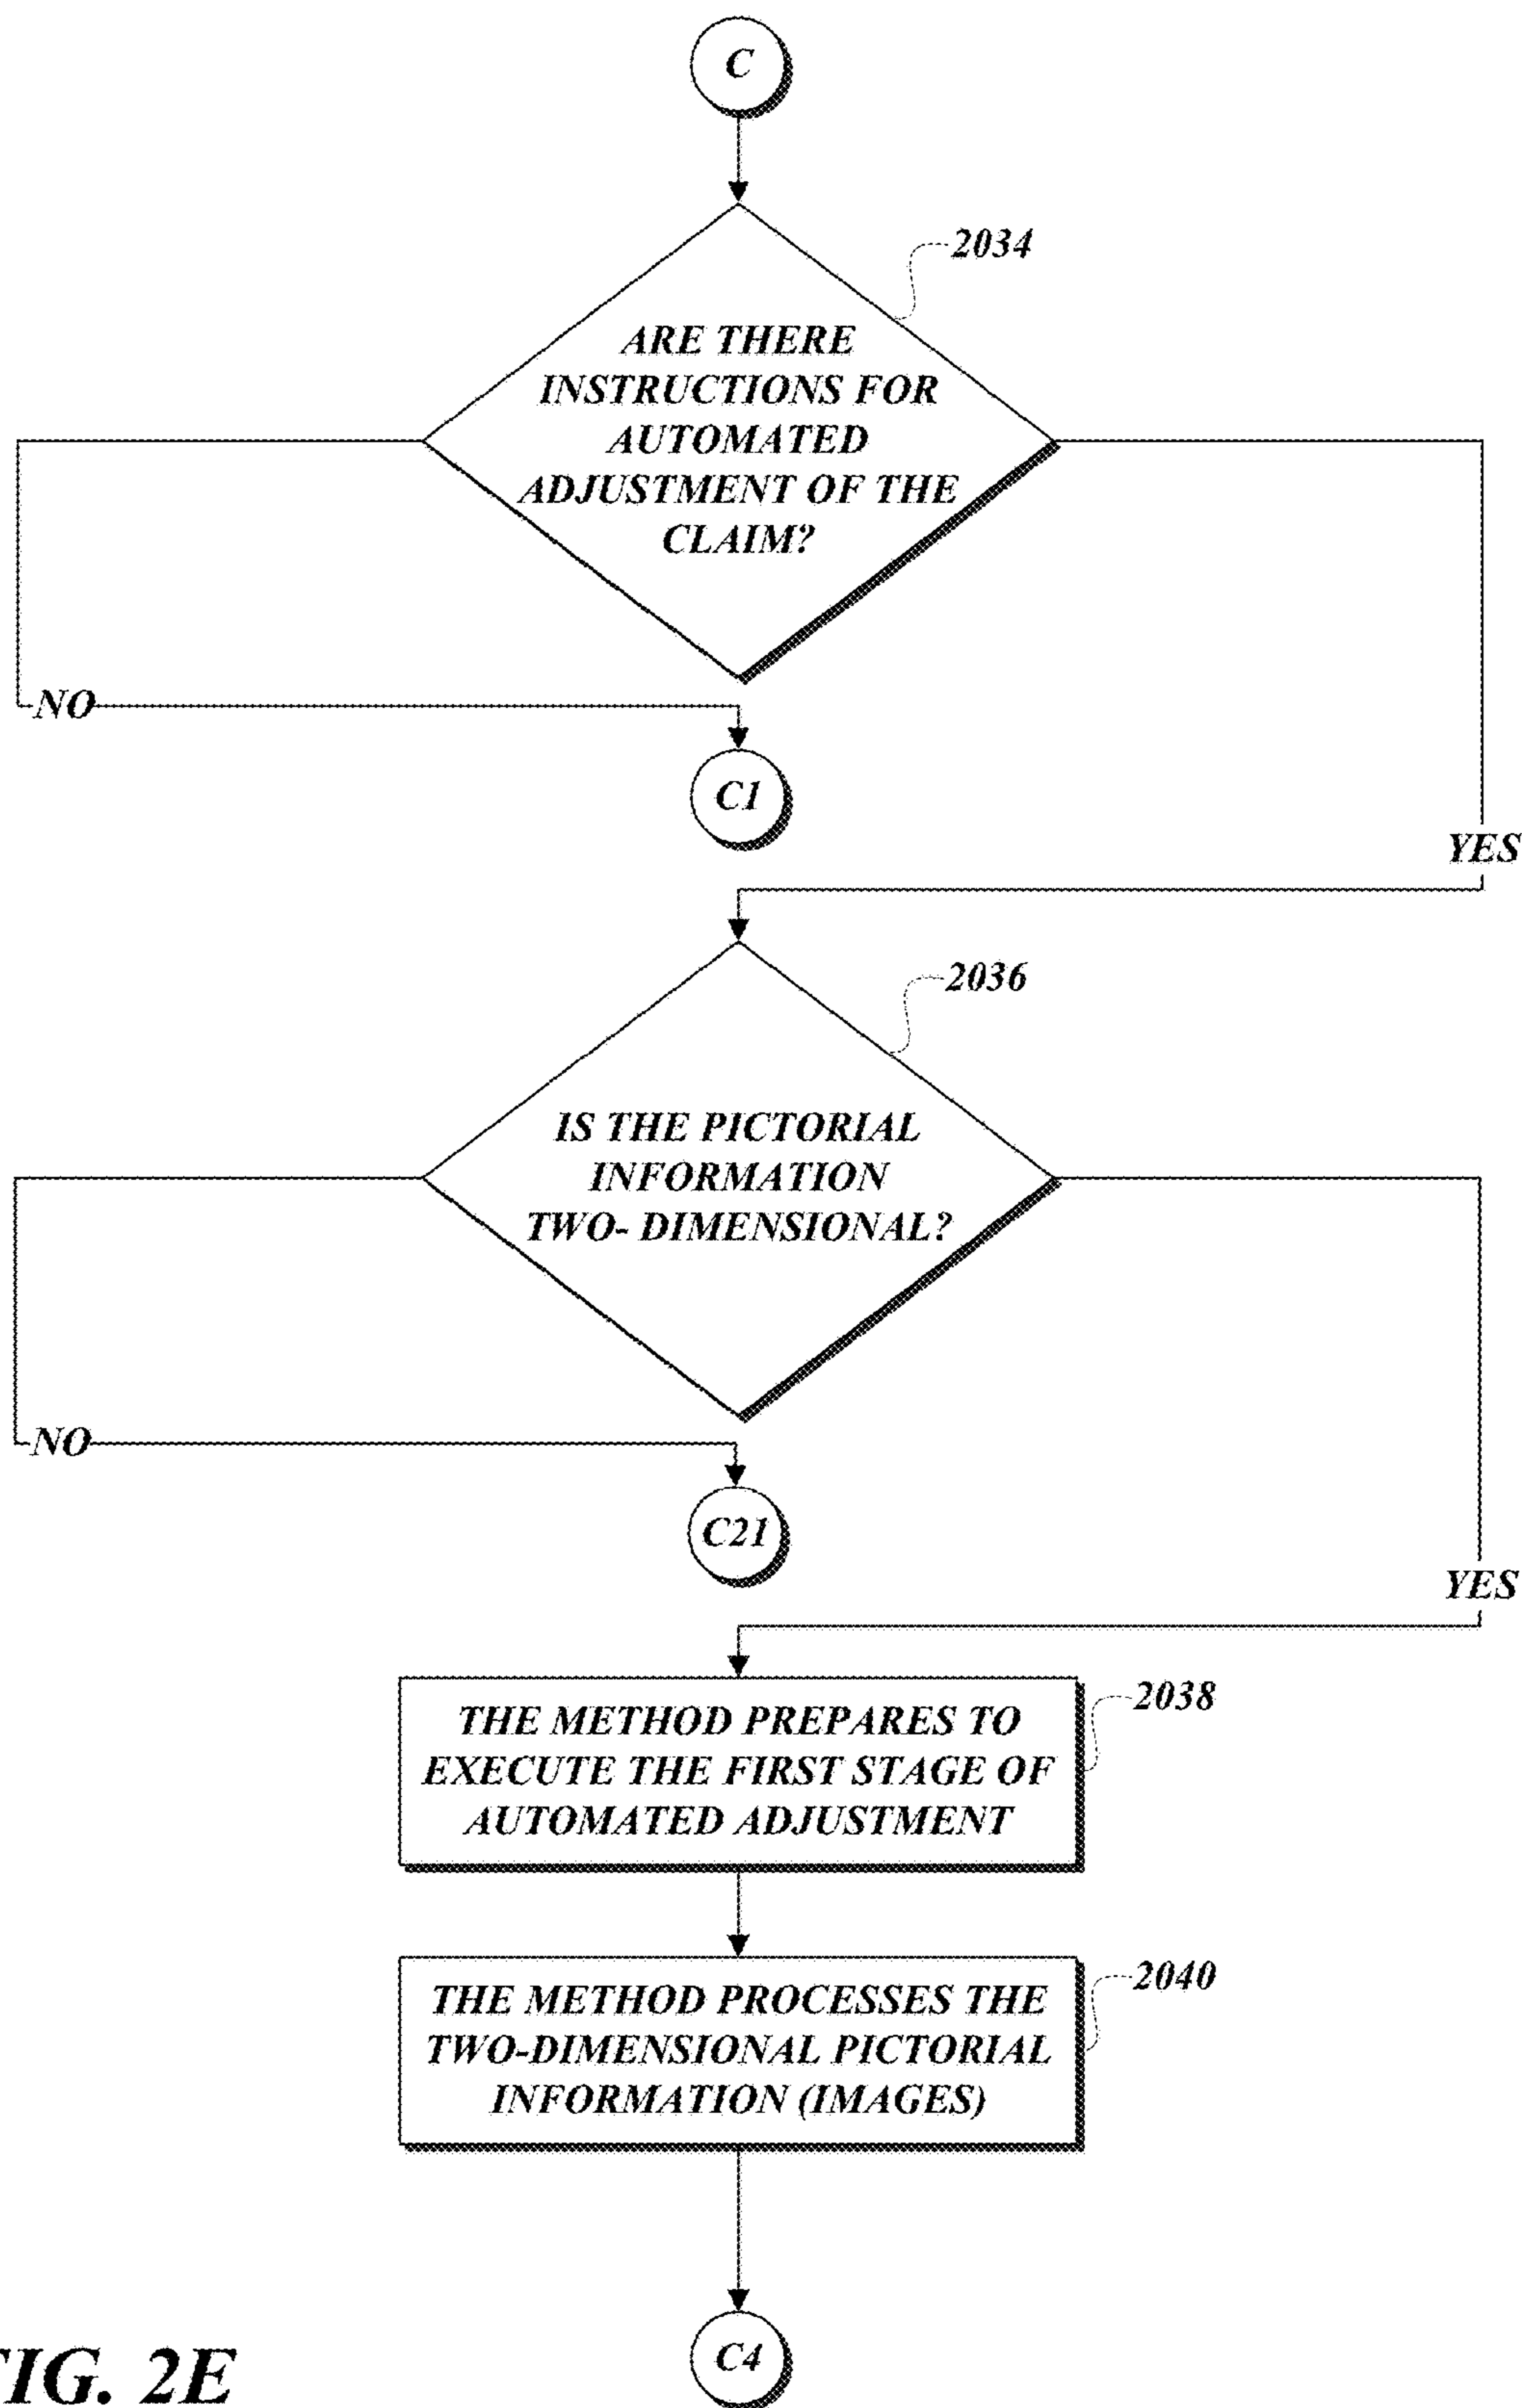 C
2034
ARE THERE
INSTRUCTIONS FOR
AUTOMATED
ADJUSTMENT OF THE
CLAIM?
NO
C1
YES
2036
IS THE PICTORIAL
INFORMATION
TWO- DIMENSIONAL?
NO
C21
YES
2038
THE METHOD PREPARES TO
EXECUTE THE FIRST STAGE OF
AUTOMATED ADJUSTMENT
2040
THE METHOD PROCESSES THE
TWO-DIMENSIONAL PICTORIAL
INFORMATION (IMAGES)
C4
FIG. 2E